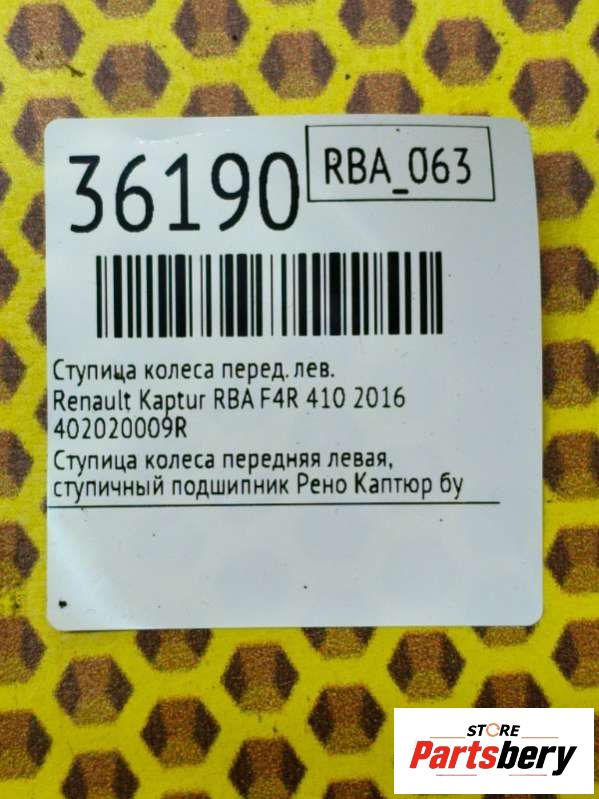 36190
RBA_063
Ступица колеса перед. лев.
Renault Kaptur RBA F4R 410 2016
402020009R
Ступица колеса передняя левая,
ступичный подшипник Рено Каптюр бу
STORE
Partsbery